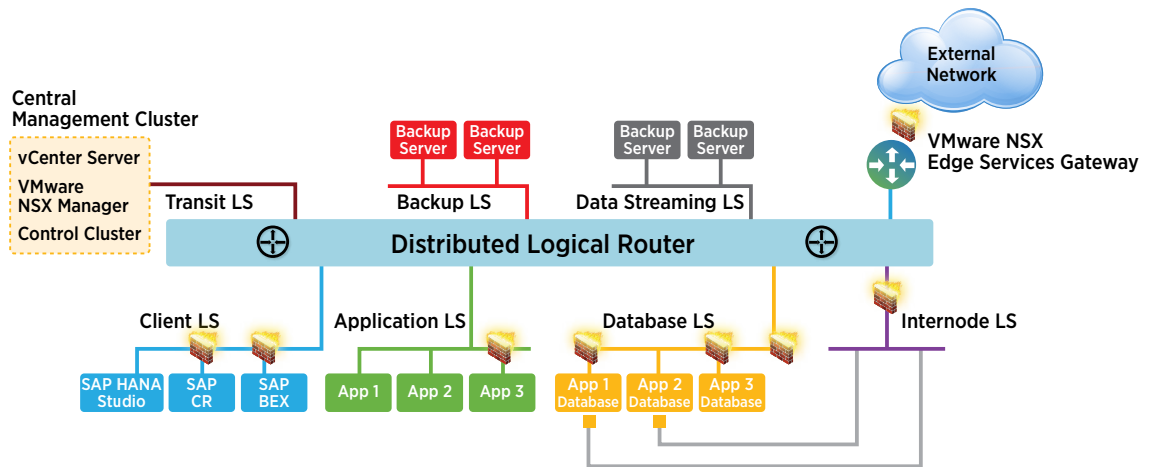 External
Network
Central
Management Cluster
vCenter Server
VMware
NSX Manager
Control Cluster
Backup
Server
Backup
Server
Backup
Server
Backup
Server
VMware NSX
Edge Services Gateway
Transit LS
Backup LS
Data Streaming LS
Distributed Logical Router
Client LS
Application LS
Database LS
Internode LS
SAP HANA
Studio
SAP
CR
SAP
BEX
App 1
App 2
App 3
App 1
Database
App 2
Database
App 3
Database